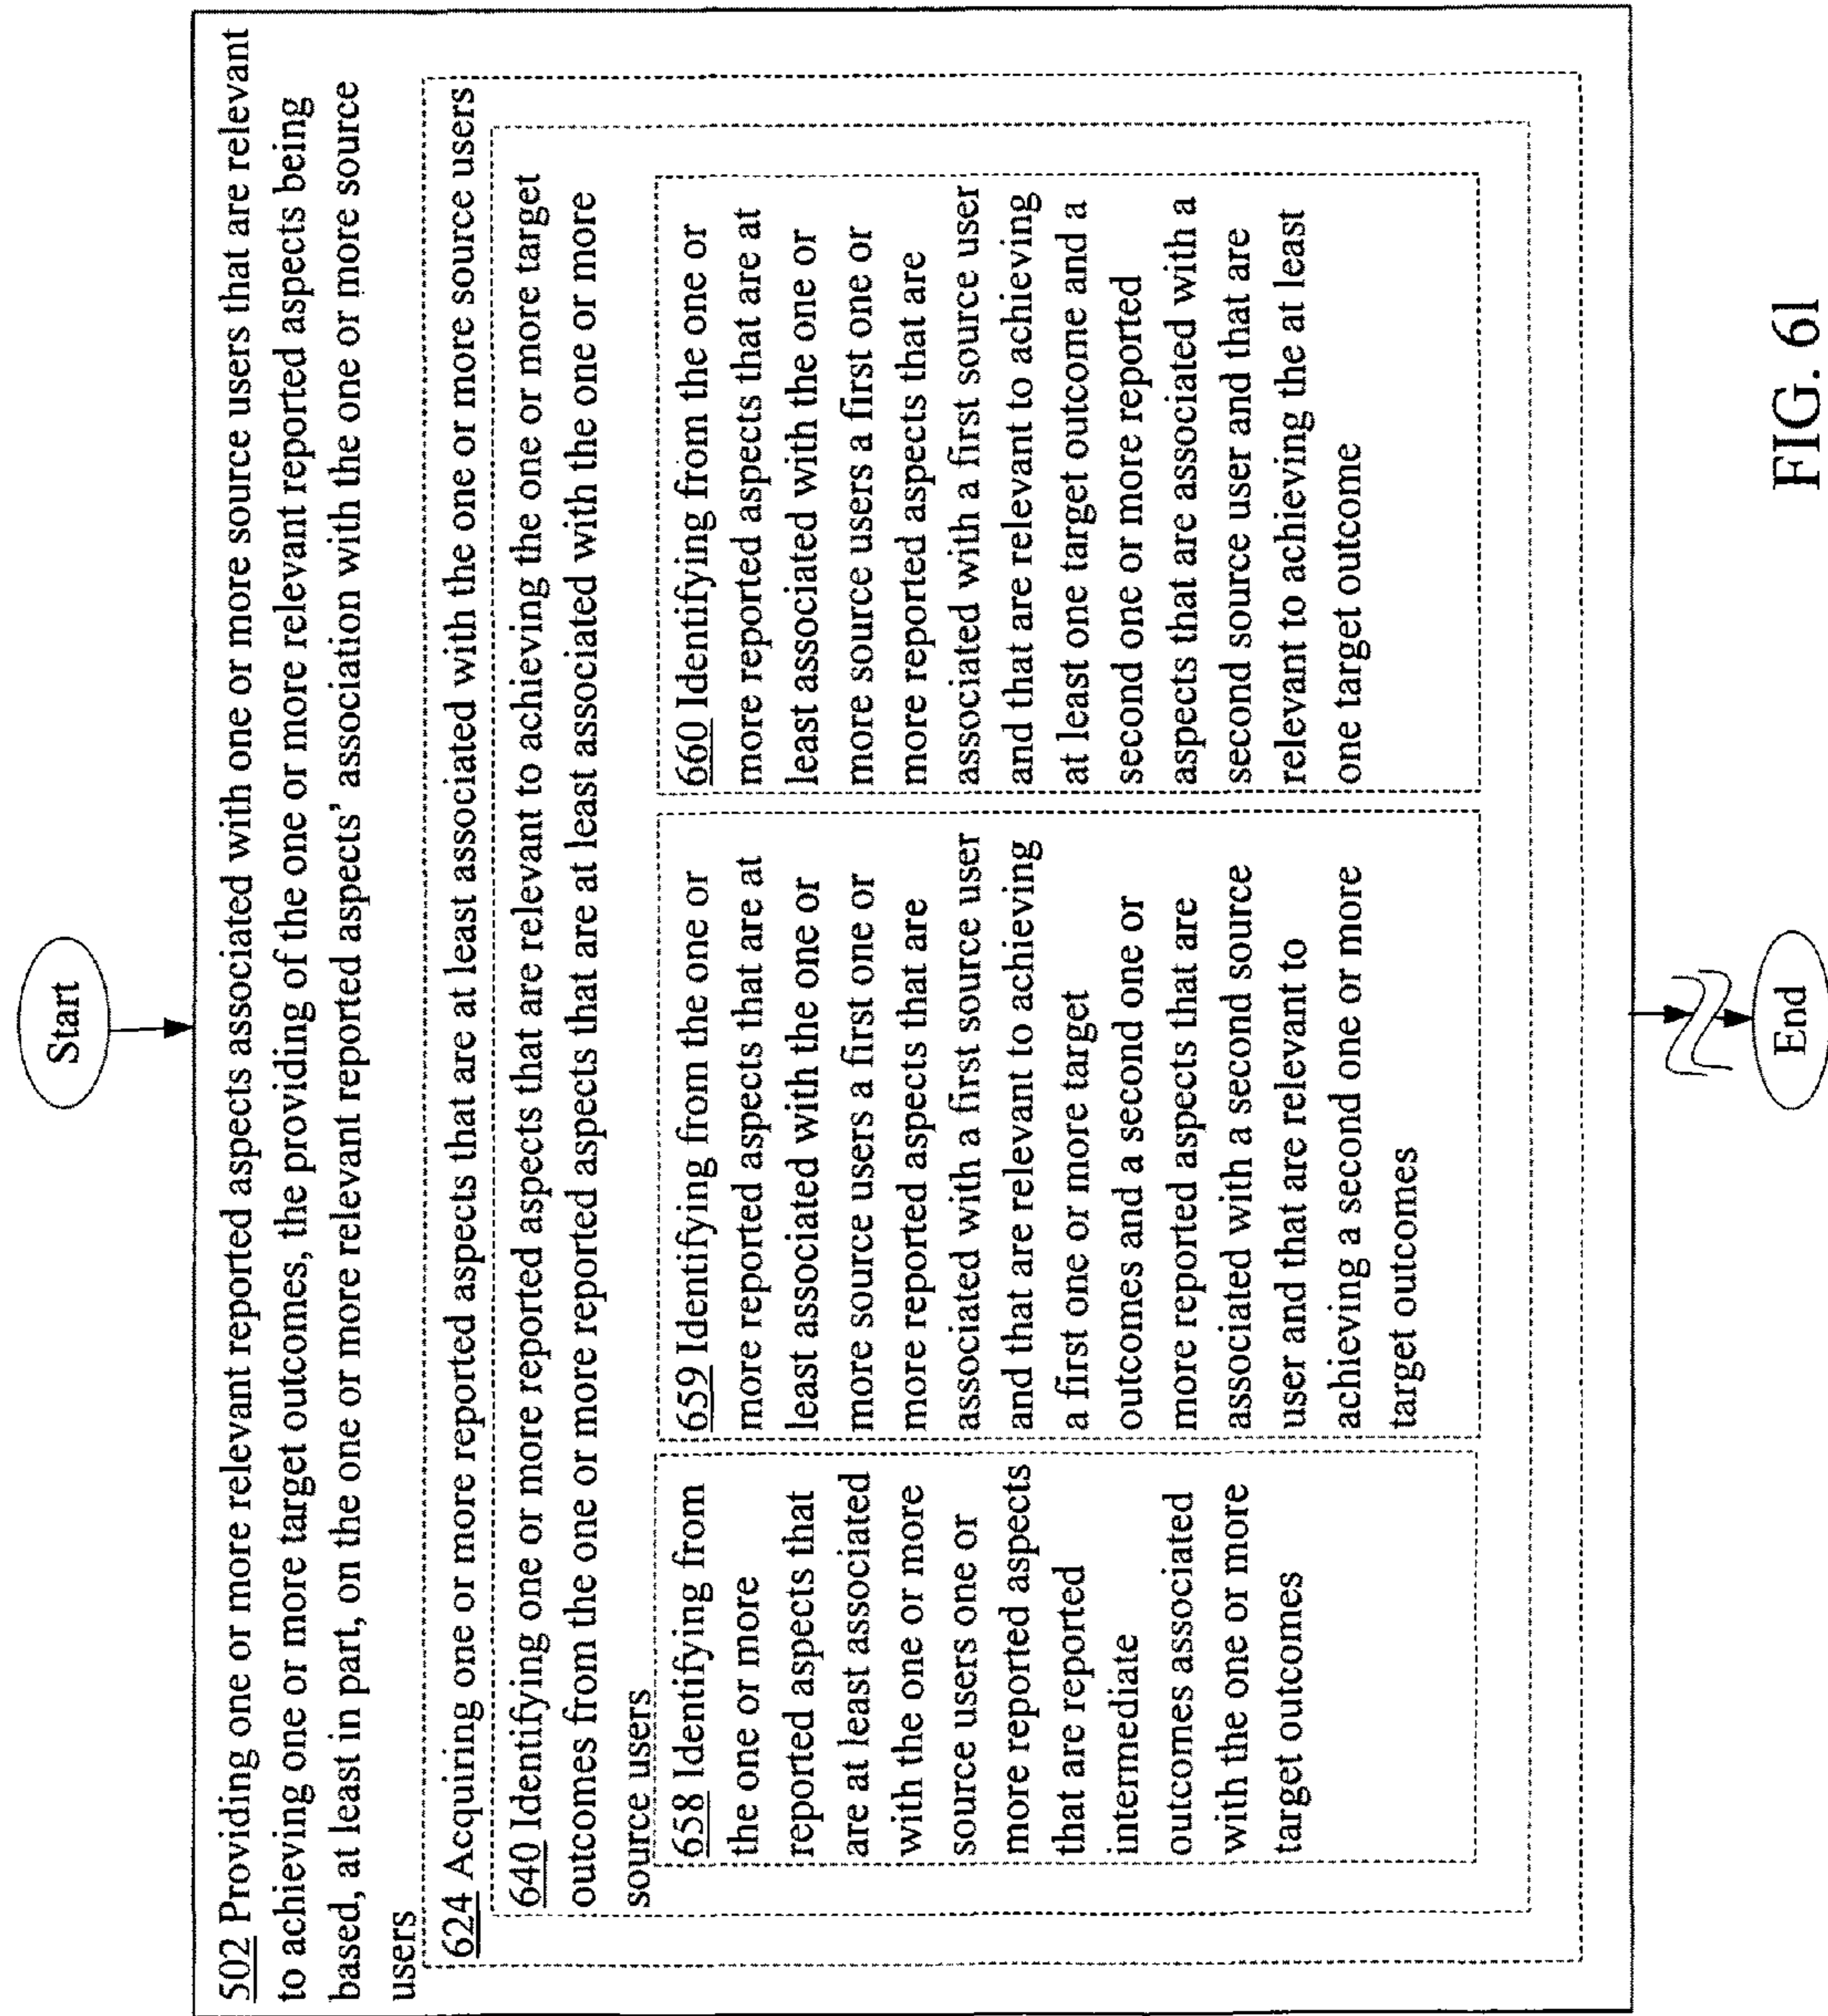 Start
502 Providing one or more relevant reported aspects associated with one or more source users that are relevant
to achieving one or more target outcomes, the providing of the one or more relevant reported aspects being
based, at least in part, on the one or more relevant reported aspects' association with the one or more source
users
624 Acquiring one or more reported aspects that are at least associated with the one or more source users
640 Identifying one or more reported aspects that are relevant to achieving the one or more target
outcomes from the one or more reported aspects that are at least associated with the one or more
source users
658 Identifying from
the one or more
reported aspects that
are at least associated
with the one or more
source users one or
more reported aspects
that are reported
intermediate
outcomes associated
with the one or more
target outcomes
659 Identifying from the one or
more reported aspects that are at
least associated with the one or
more source users a first one or
more reported aspects that are
associated with a first source user
and that are relevant to achieving
a first one or more target
outcomes and a second one or
more reported aspects that are
associated with a second source
user and that are relevant to
achieving a second one or more
target outcomes
660 Identifying from the one or
more reported aspects that are at
least associated with the one or
more source users a first one or
more reported aspects that are
associated with a first source user
and that are relevant to achieving
at least one target outcome and a
second one or more reported
aspects that are associated with a
second source user and that are
relevant to achieving the at least
one target outcome
End
FIG. 6l